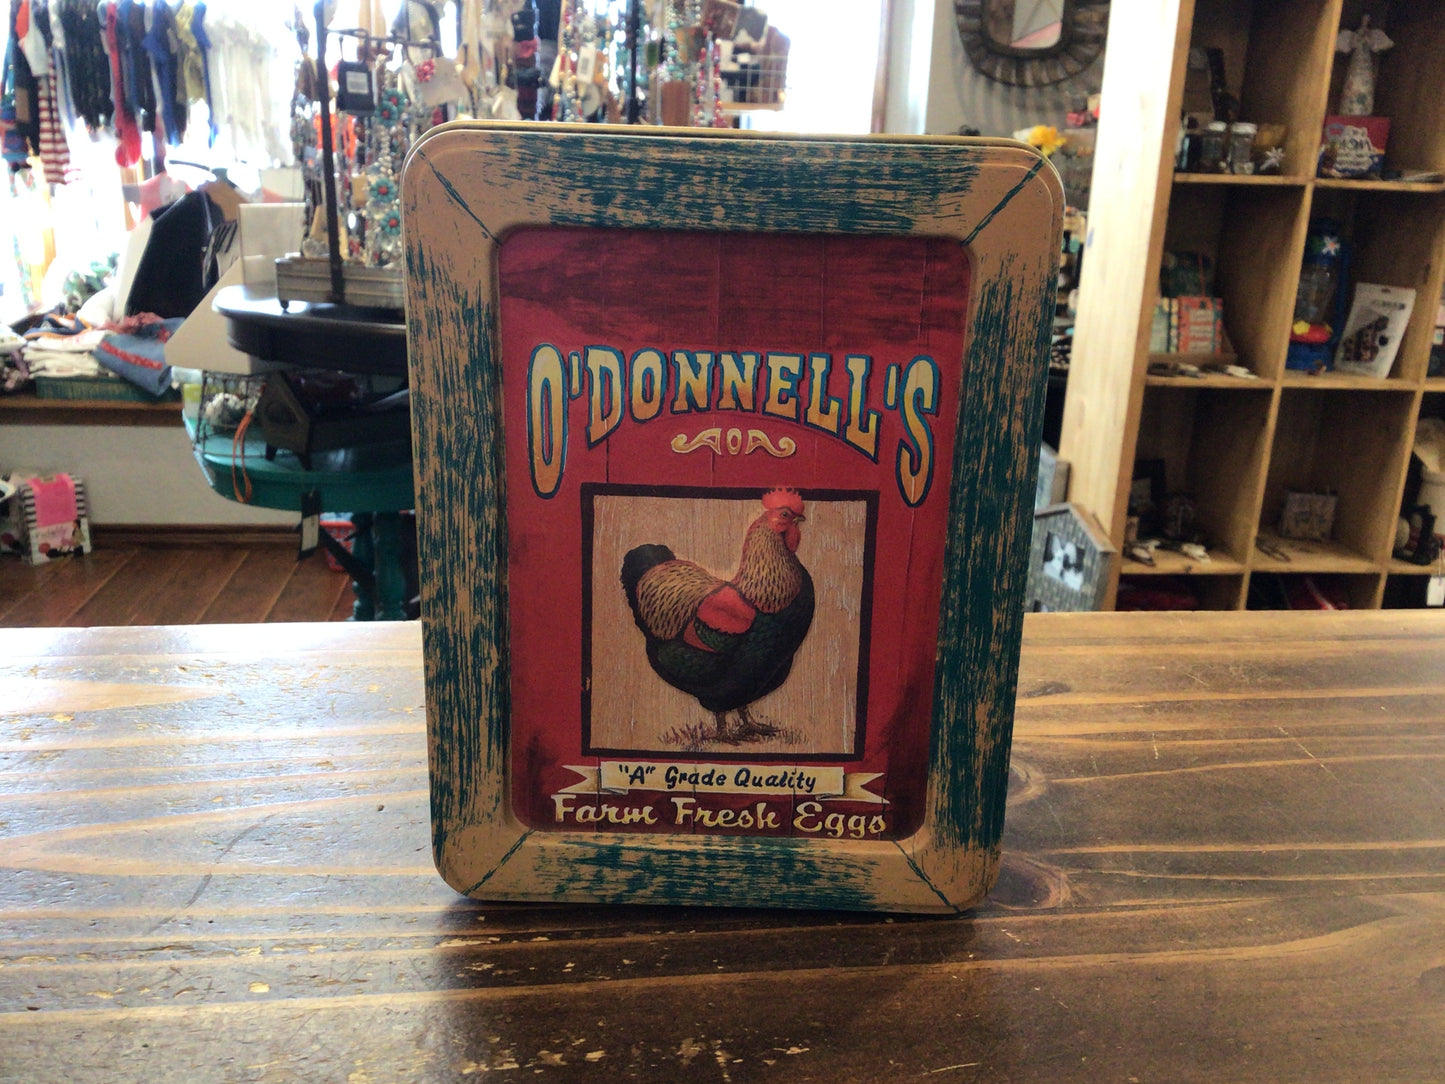 O'DONNELL'S
"A" Grade Quality
Farm Fresh Eggs